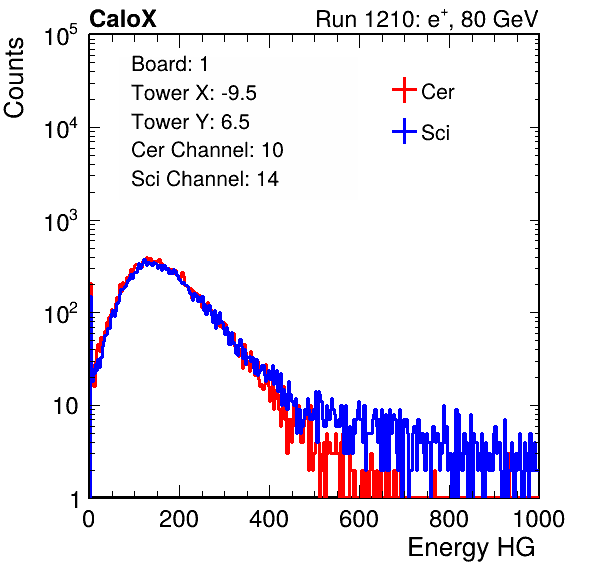 CaloX Run 1210: e⁺, 80 GeV
Counts
Board: 1
Tower X: -9.5
Tower Y: 6.5
Cer Channel: 10
Sci Channel: 14
Cer
Sci
10⁵
10⁴
10³
10²
10
1
0 200 400 600 800 1000
Energy HG